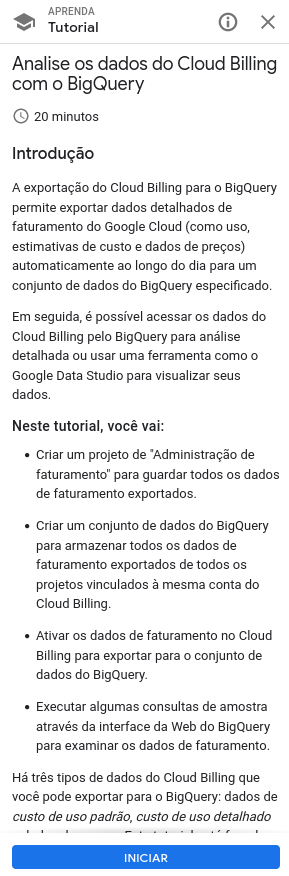 APRENDA
Tutorial
Analise os dados do Cloud Billing
com o BigQuery
20 minutos
Introdução
A exportação do Cloud Billing para o BigQuery
permite exportar dados detalhados de
faturamento do Google Cloud (como uso,
estimativas de custo e dados de preços)
automaticamente ao longo do dia para um
conjunto de dados do BigQuery especificado.
Em seguida, é possível acessar os dados do
Cloud Billing pelo BigQuery para análise
detalhada ou usar uma ferramenta como o
Google Data Studio para visualizar seus
dados.
Neste tutorial, você vai:
• Criar um projeto de "Administração de
faturamento" para guardar todos os dados
de faturamento exportados.
• Criar um conjunto de dados do BigQuery
para armazenar todos os dados de
faturamento exportados de todos os
projetos vinculados à mesma conta do
Cloud Billing.
• Ativar os dados de faturamento no Cloud
Billing para exportar para o conjunto de
dados do BigQuery.
• Executar algumas consultas de amostra
através da interface da Web do BigQuery
para examinar os dados de faturamento.
Há três tipos de dados do Cloud Billing que
você pode exportar para o BigQuery: dados de
custo de uso padrão, custo de uso detalhado
INICIAR